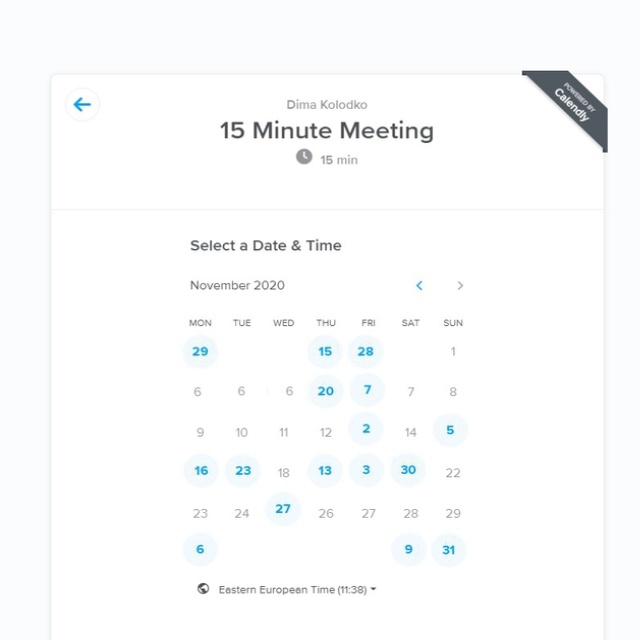 POWERED BY
Calendly
Dima Kolodko
15 Minute Meeting
15 min
Select a Date & Time
November 2020
MON TUE WED THU FRI SAT SUN
29 15 28 1
6 6 6 20 7 7 8
9 10 11 12 2 14 5
16 23 18 13 3 30 22
23 24 27 26 27 28 29
6 9 31
Eastern European Time (11:38)